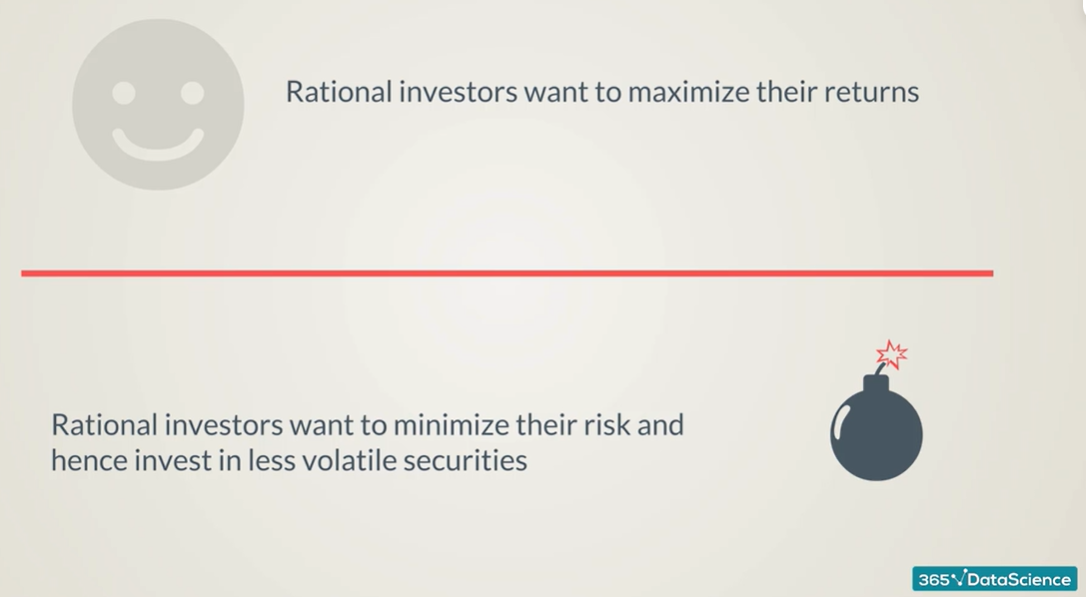 Rational investors want to maximize their returns
Rational investors want to minimize their risk and
hence invest in less volatile securities
365 DataScience